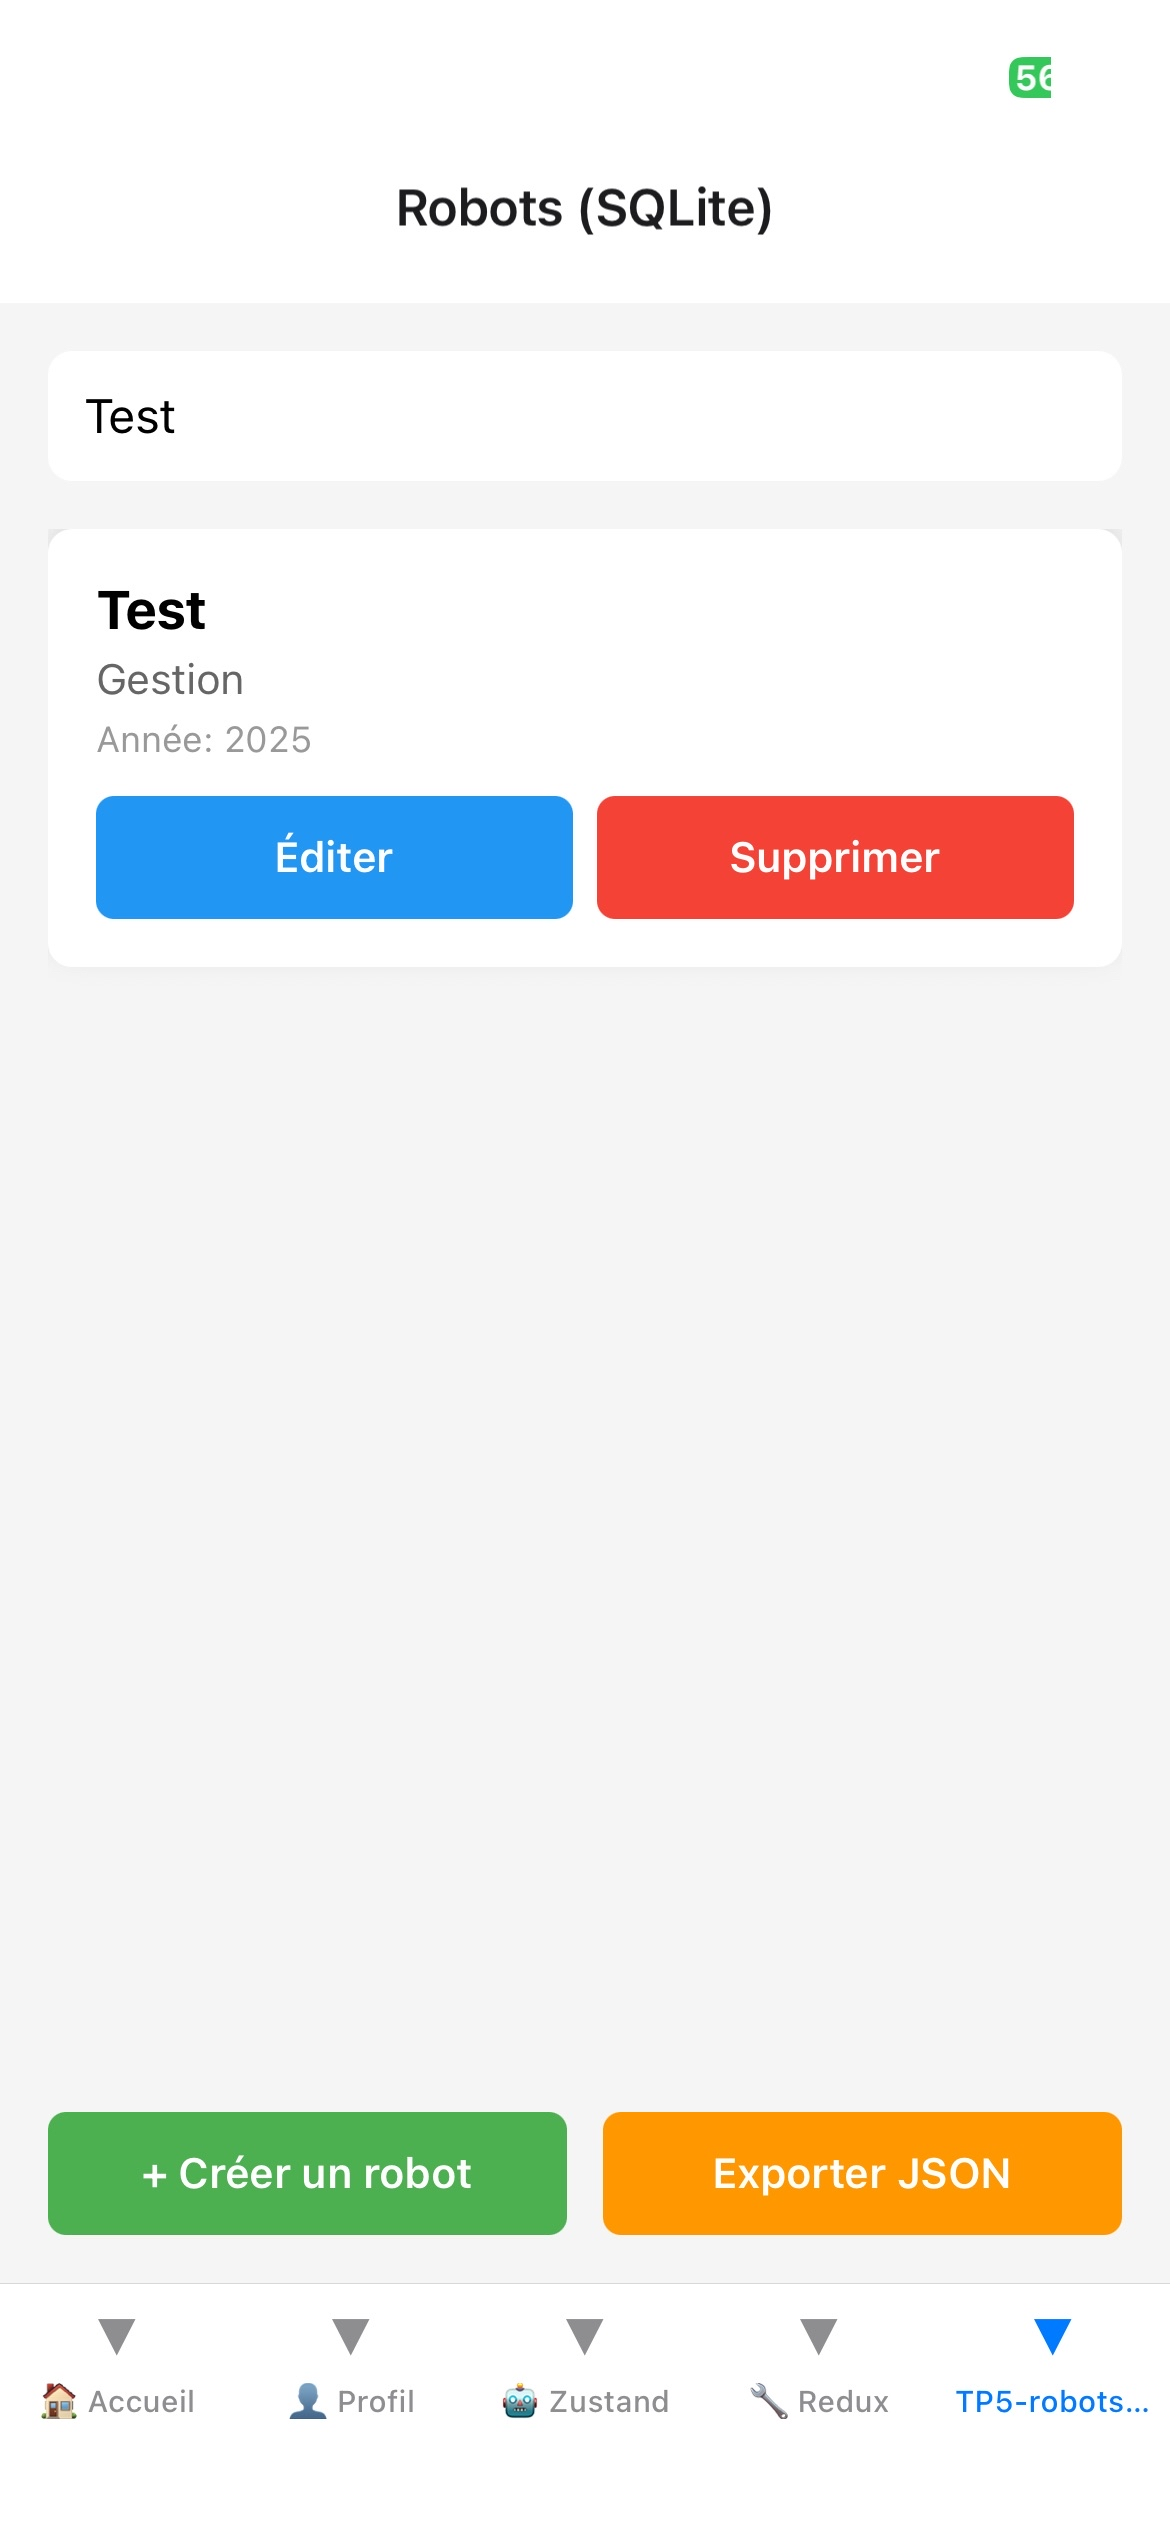 56
Robots (SQLite)
Test
Test
Gestion
Année: 2025
Éditer
Supprimer
+ Créer un robot
Exporter JSON
Accueil
Profil
Zustand
Redux
TP5-robots...